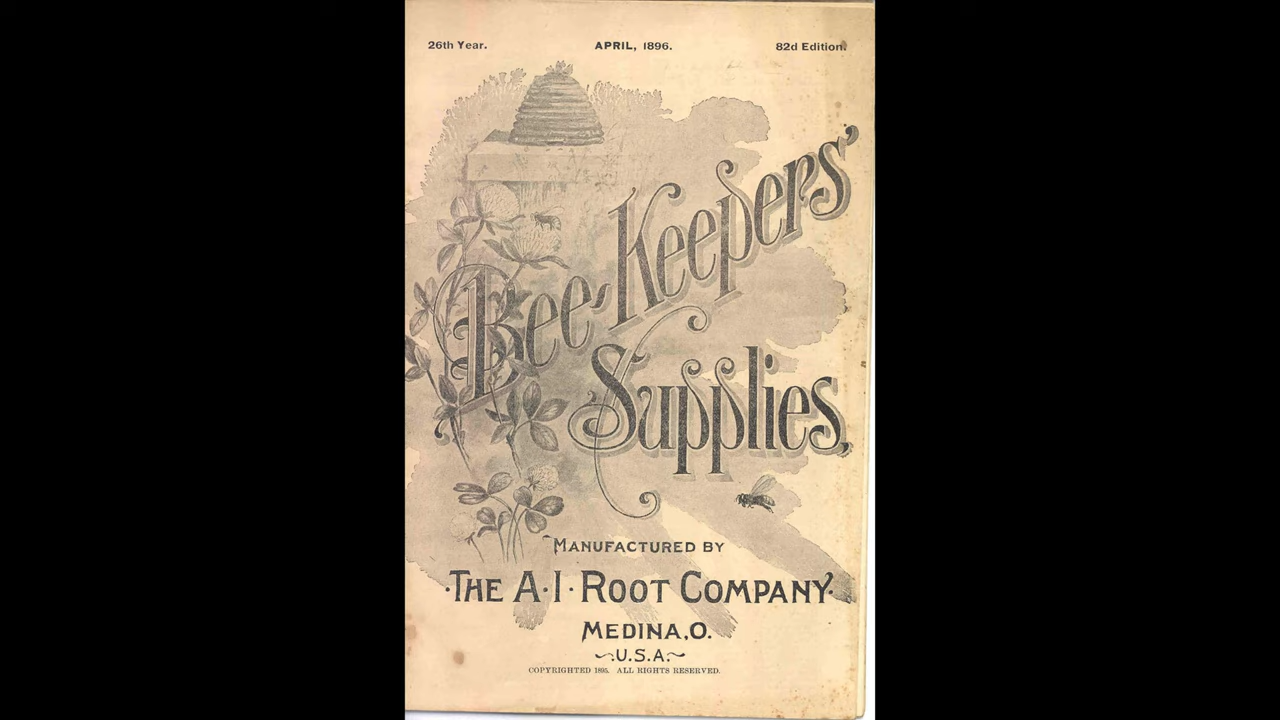 26th Year. APRIL, 1896. 82d Edition.
Bee-Keepers'
Supplies.
MANUFACTURED BY
·THE A·I·ROOT COMPANY·
MEDINA, O.
U.S.A.
COPYRIGHTED 1895. ALL RIGHTS RESERVED.